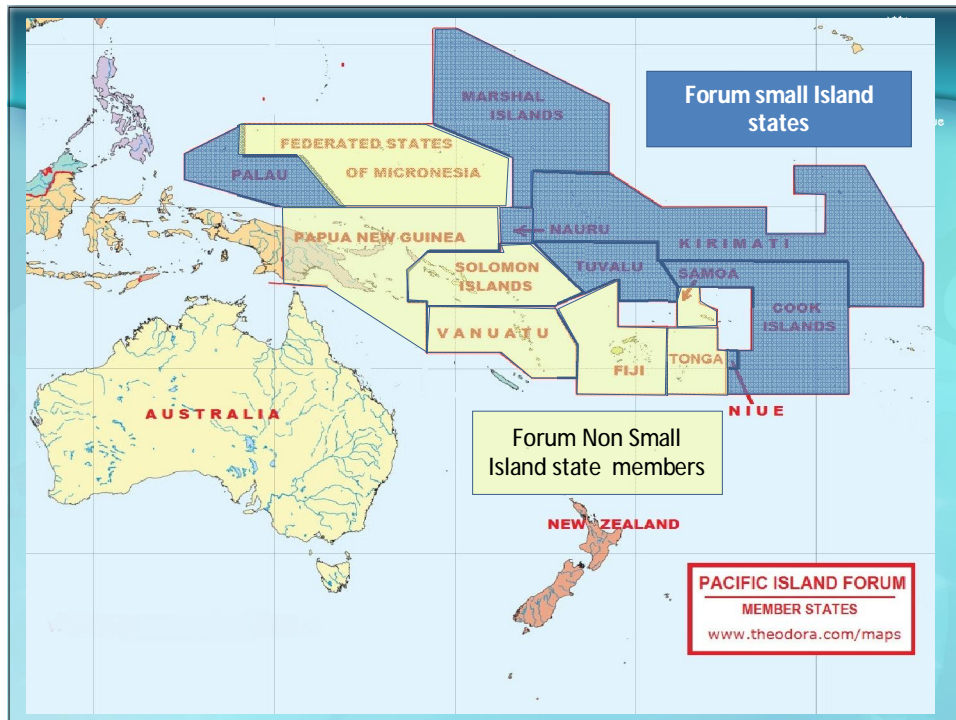 MARSHAL
ISLANDS
Forum small Island
states
ue
FEDERATED STATES
OF MICRONESIA
PALAU
PAPUA NEW GUINEA
NAURU
KIRIMATI
SOLOMON
ISLANDS
TUVALU
SAMOA
COOK
ISLANDS
VANUATU
FIJI
TONGA
NIUE
AUSTRALIA
Forum Non Small
Island state members
NEW ZEALAND
PACIFIC ISLAND FORUM
MEMBER STATES
www.theodora.com/maps